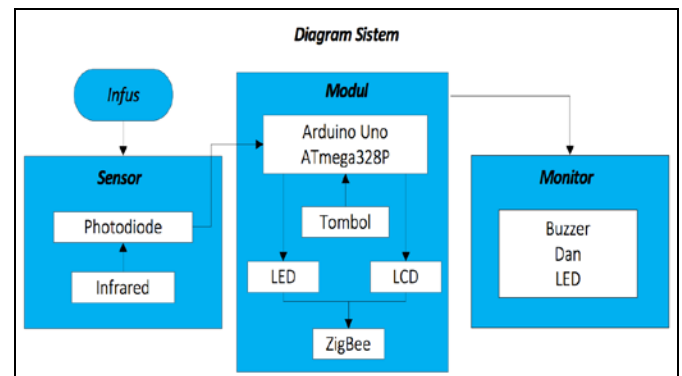 Diagram Sistem
Infus
Sensor
Photodiode
Infrared
Modul
Arduino Uno
ATmega328P
Tombol
LED
LCD
ZigBee
Monitor
Buzzer
Dan
LED